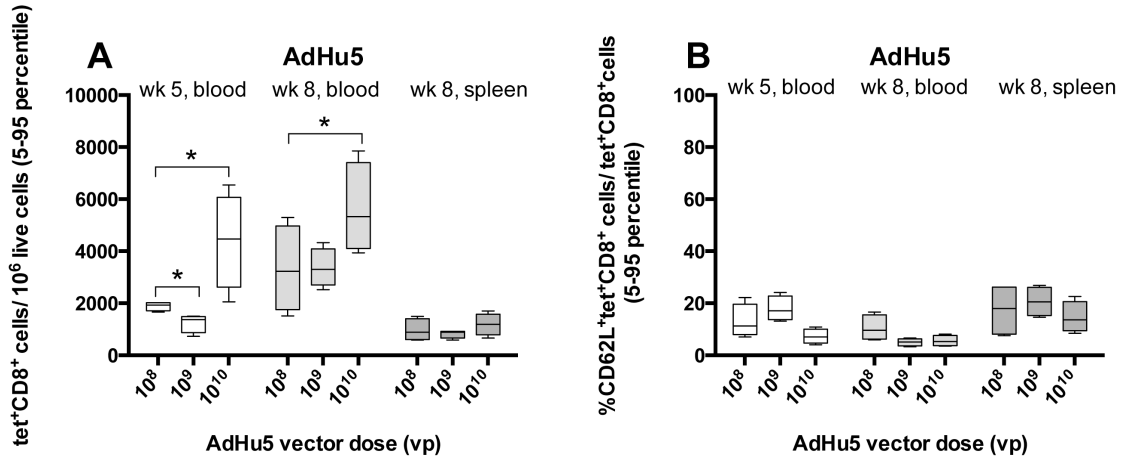 A
AdHu5
wk 5, blood wk 8, blood wk 8, spleen
tet⁺CD8⁺ cells/ 10⁶ live cells (5-95 percentile)
10000
8000
6000
4000
2000
0
* * *
10⁸ 10⁹ 10¹⁰ 10⁸ 10⁹ 10¹⁰ 10⁸ 10⁹ 10¹⁰
AdHu5 vector dose (vp)
B
AdHu5
wk 5, blood wk 8, blood wk 8, spleen
%CD62L⁺tet⁺CD8⁺ cells/ tet⁺CD8⁺cells
(5-95 percentile)
100
80
60
40
20
0
10⁸ 10⁹ 10¹⁰ 10⁸ 10⁹ 10¹⁰ 10⁸ 10⁹ 10¹⁰
AdHu5 vector dose (vp)